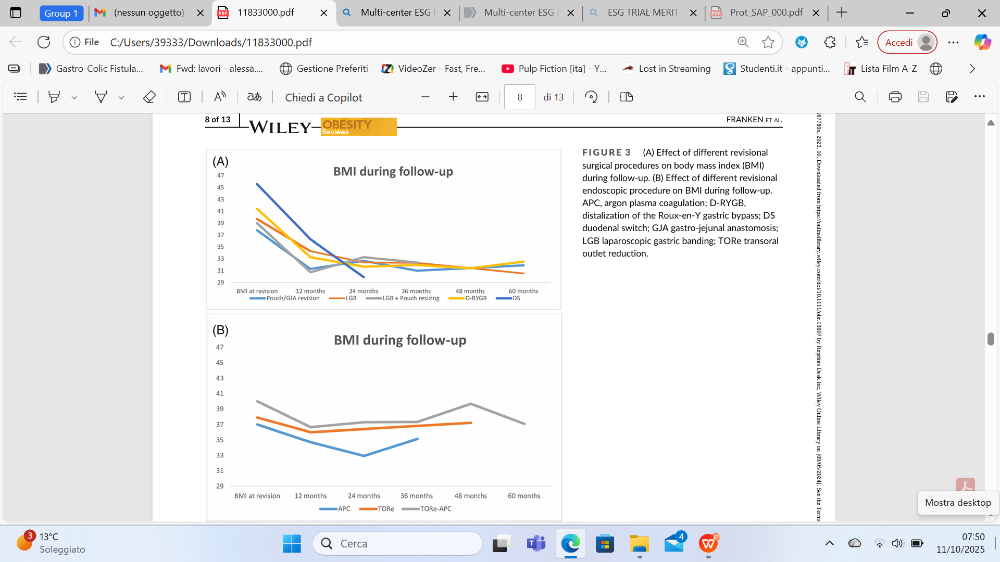 Group 1
(nessun oggetto)
11833000.pdf
Multi-center ESG
Multi-center ESG
ESG TRIAL MERIT
Prot_SAP_000.pdf
File
C:/Users/39333/Downloads/11833000.pdf
Accedi
Gastro-Colic Fistula...
Fwd: lavori - alessa....
Gestione Preferiti
VideoZer - Fast, Fre...
Pulp Fiction [ita] - Y...
Lost in Streaming
Studenti.it - appunti...
Lista Film A-Z
Chiedi a Copilot
8
di 13
8 of 13
WILEY
OBESITY
Reviews
FRANKEN ET AL.
(A)
BMI during follow-up
47
45
43
41
39
37
35
33
31
29
BMI at revision 12 months 24 months 36 months 48 months 60 months
Pouch/GJA revision LGB LGB + Pouch resizing D-RYGB DS
FIGURE 3 (A) Effect of different revisional
surgical procedures on body mass index (BMI)
during follow-up. (B) Effect of different revisional
endoscopic procedure on BMI during follow-up.
APC, argon plasma coagulation; D-RYGB,
distalization of the Roux-en-Y gastric bypass; DS
duodenal switch; GJA gastro-jejunal anastomosis;
LGB laparoscopic gastric banding; TORe transoral
outlet reduction.
(B)
BMI during follow-up
47
45
43
41
39
37
35
33
31
29
BMI at revision 12 months 24 months 36 months 48 months 60 months
APC TORe TORe-APC
67789x, 2023, 10, Downloaded from https://onlinelibrary.wiley.com/doi/10.1111/obr.13607 by Reprints Desk Inc, Wiley Online Library on [09/05/2024]. See the Terms
Mostra desktop
3
13°C
Soleggiato
Cerca
4
07:50
11/10/2025